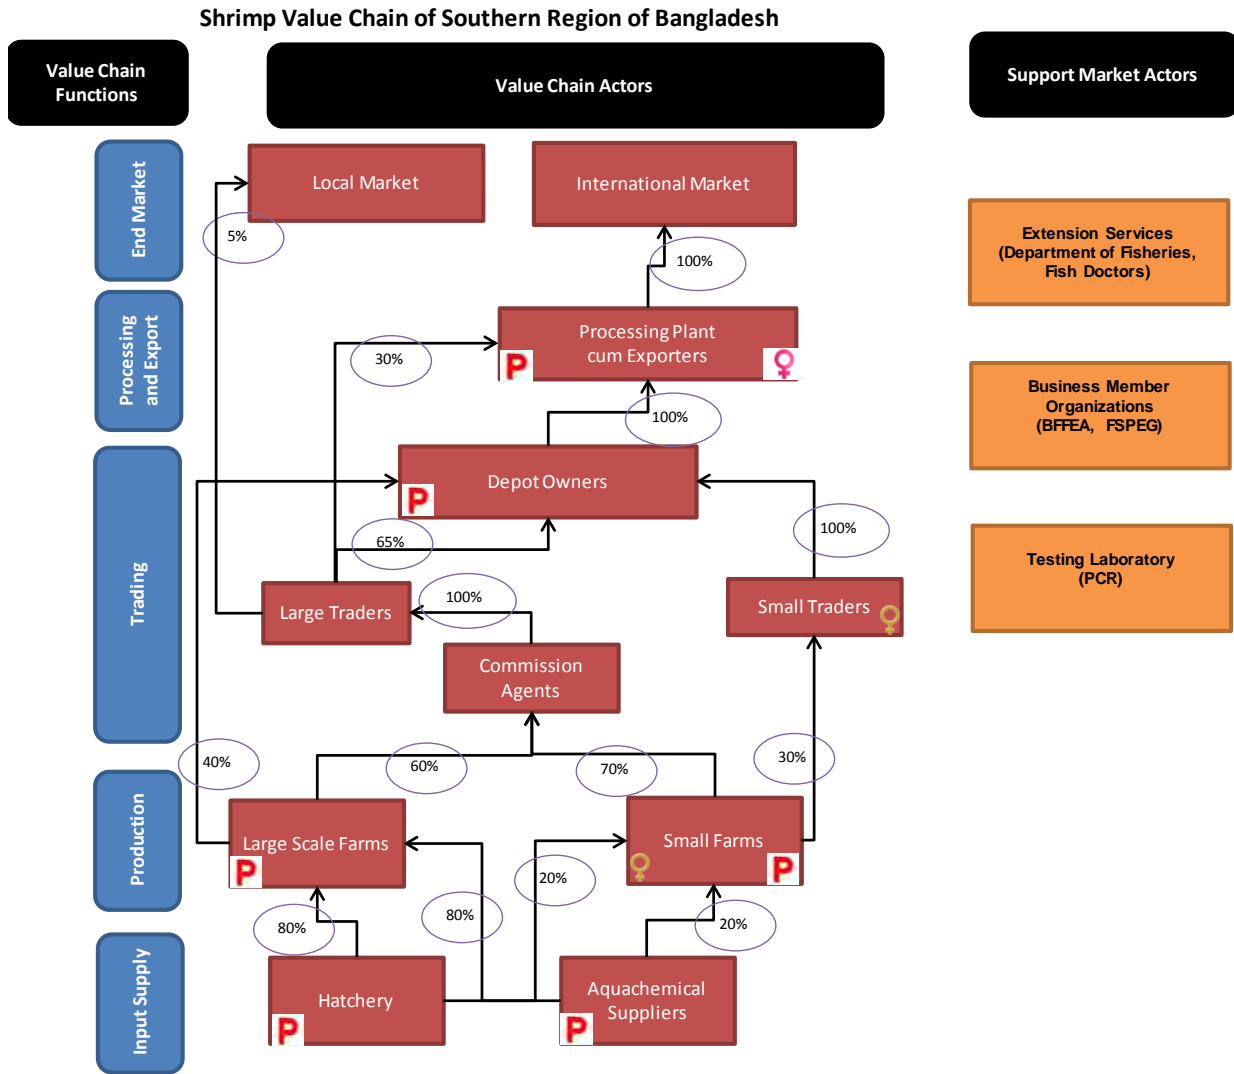 Shrimp Value Chain of Southern Region of Bangladesh
Value Chain
Functions
Value Chain Actors
Support Market Actors
End Market
Local Market
International Market
5%
100%
Extension Services
(Department of Fisheries,
Fish Doctors)
Processing
and Export
Processing Plant
cum Exporters
P
30%
100%
Business Member
Organizations
(BFFEA, FSPEG)
Trading
Depot Owners
P
65%
100%
Testing Laboratory
(PCR)
Large Traders
100%
Small Traders
Commission
Agents
40%
60%
70%
30%
Production
Large Scale Farms
P
Small Farms
P
80%
80%
20%
20%
Input Supply
Hatchery
P
Aquachemical
Suppliers
P